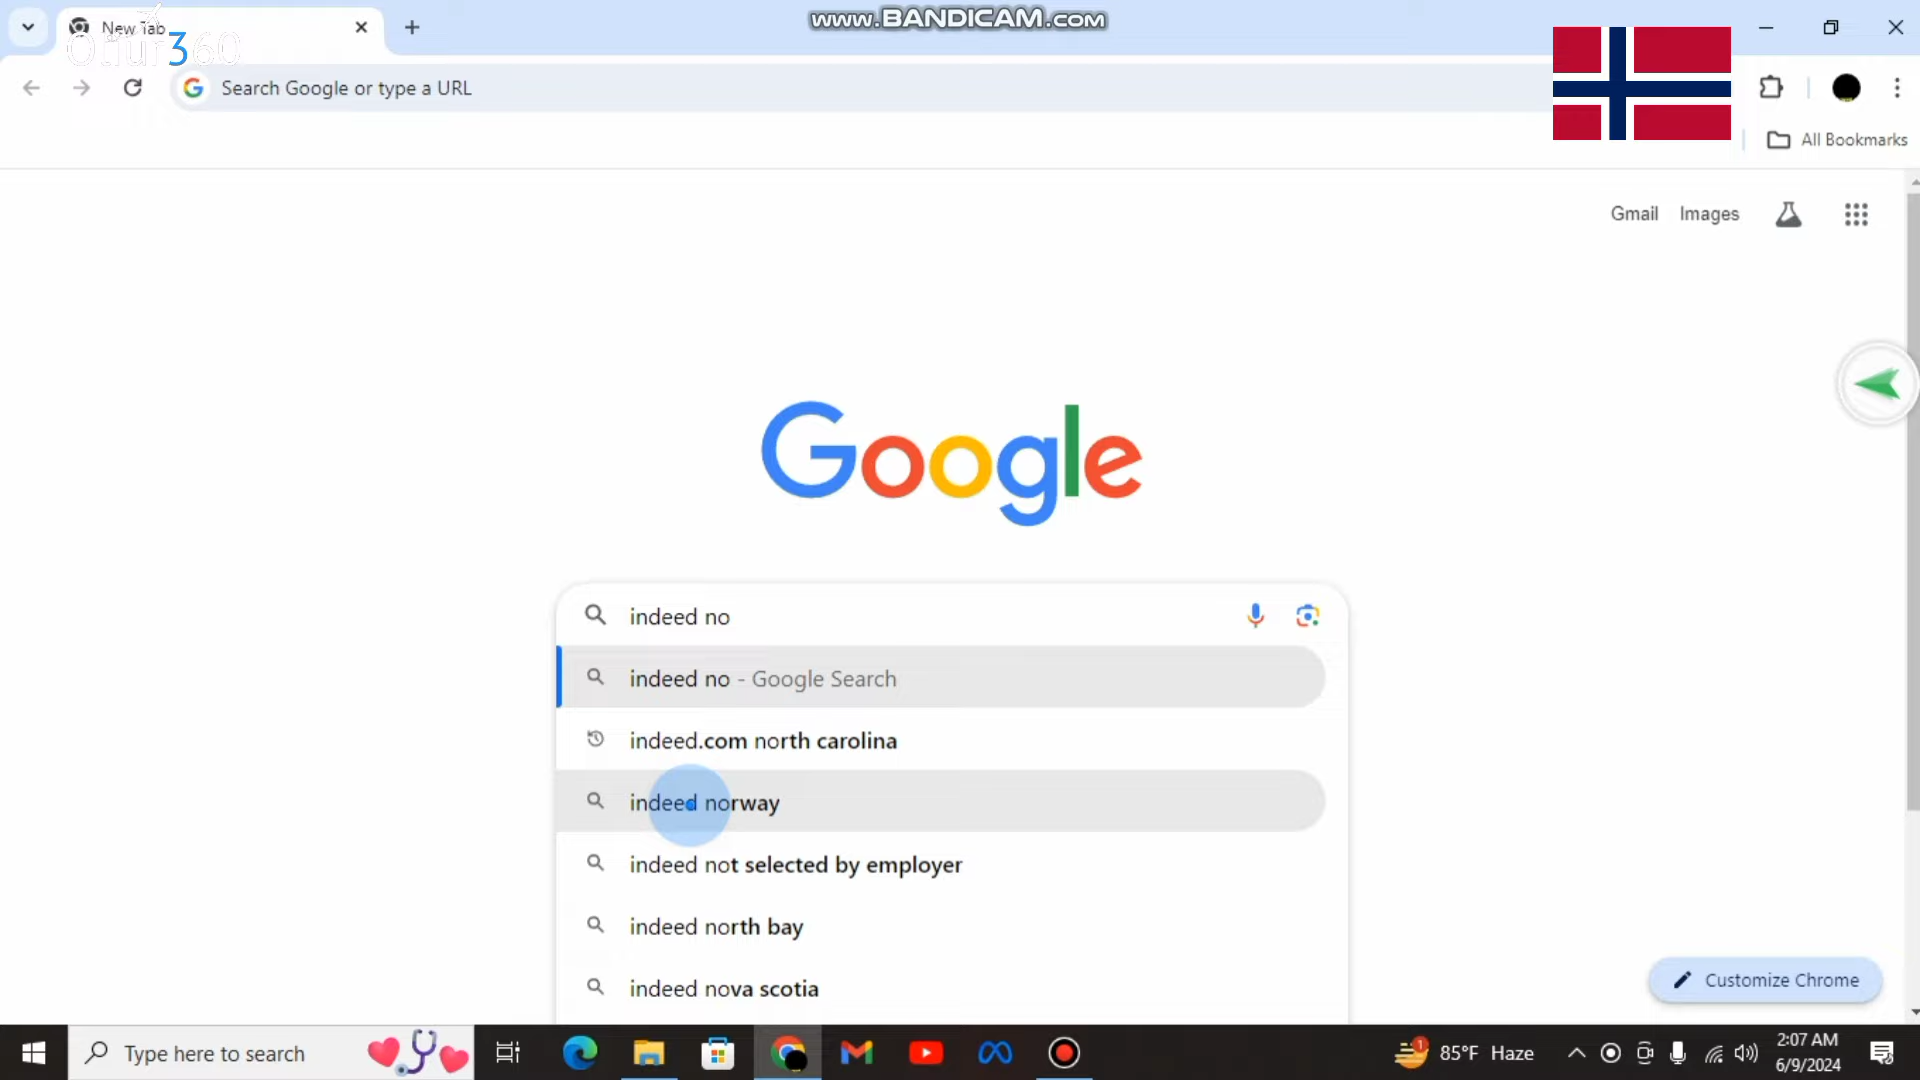 New Tab
www.BANDICAM.com
Search Google or type a URL
All Bookmarks
Gmail
Images
Google
indeed no
indeed no - Google Search
indeed.com north carolina
indeed norway
indeed not selected by employer
indeed north bay
indeed nova scotia
Customize Chrome
Type here to search
1
85°F Haze
2:07 AM
6/9/2024